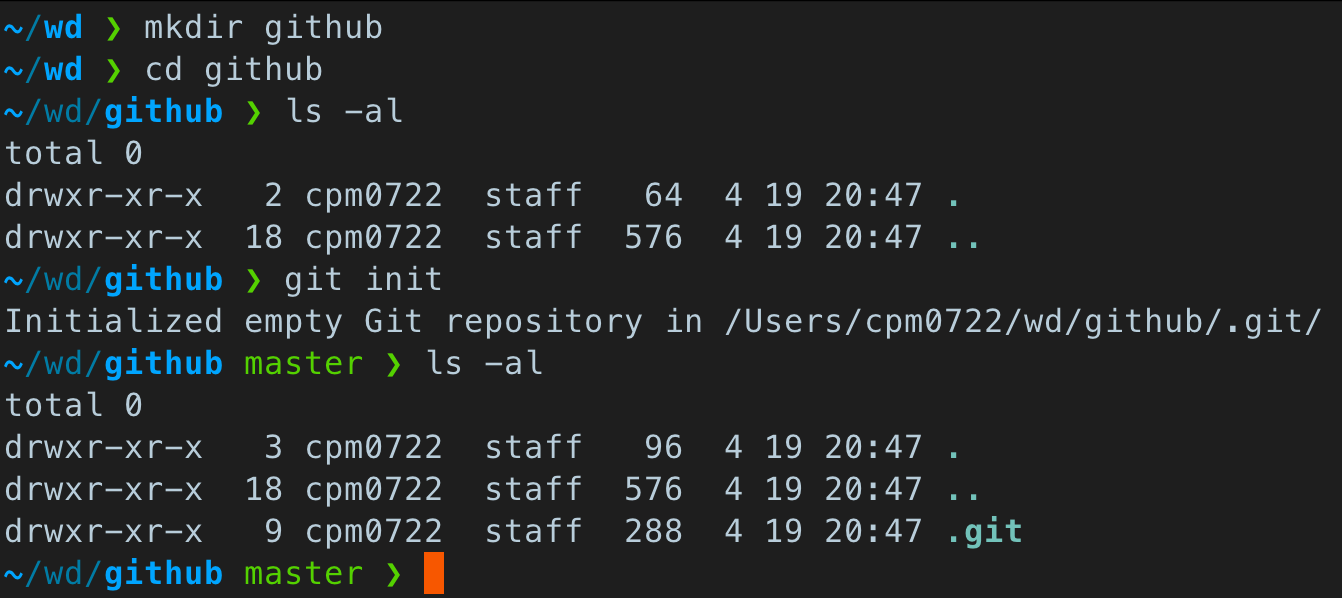 ~/wd ❯ mkdir github
~/wd ❯ cd github
~/wd/github ❯ ls -al
total 0
drwxr-xr-x   2 cpm0722  staff   64  4 19 20:47 .
drwxr-xr-x  18 cpm0722  staff  576  4 19 20:47 ..
~/wd/github ❯ git init
Initialized empty Git repository in /Users/cpm0722/wd/github/.git/
~/wd/github master ❯ ls -al
total 0
drwxr-xr-x   3 cpm0722  staff   96  4 19 20:47 .
drwxr-xr-x  18 cpm0722  staff  576  4 19 20:47 ..
drwxr-xr-x   9 cpm0722  staff  288  4 19 20:47 .git
~/wd/github master ❯